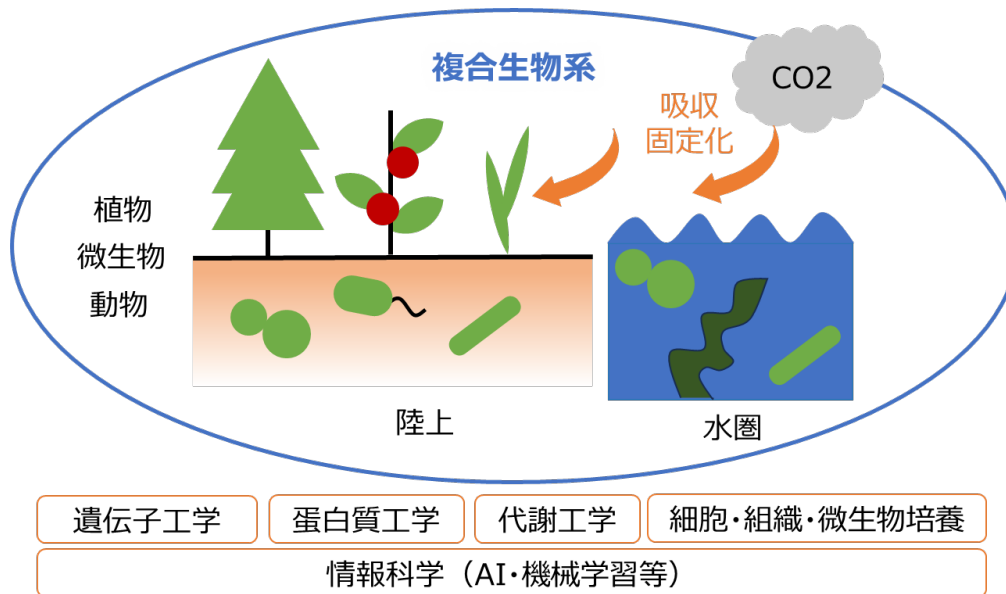 複合生物系
CO2
吸収
固定化
植物
微生物
動物
陸上
水圏
遺伝子工学
蛋白質工学
代謝工学
細胞・組織・微生物培養
情報科学（AI・機械学習等）